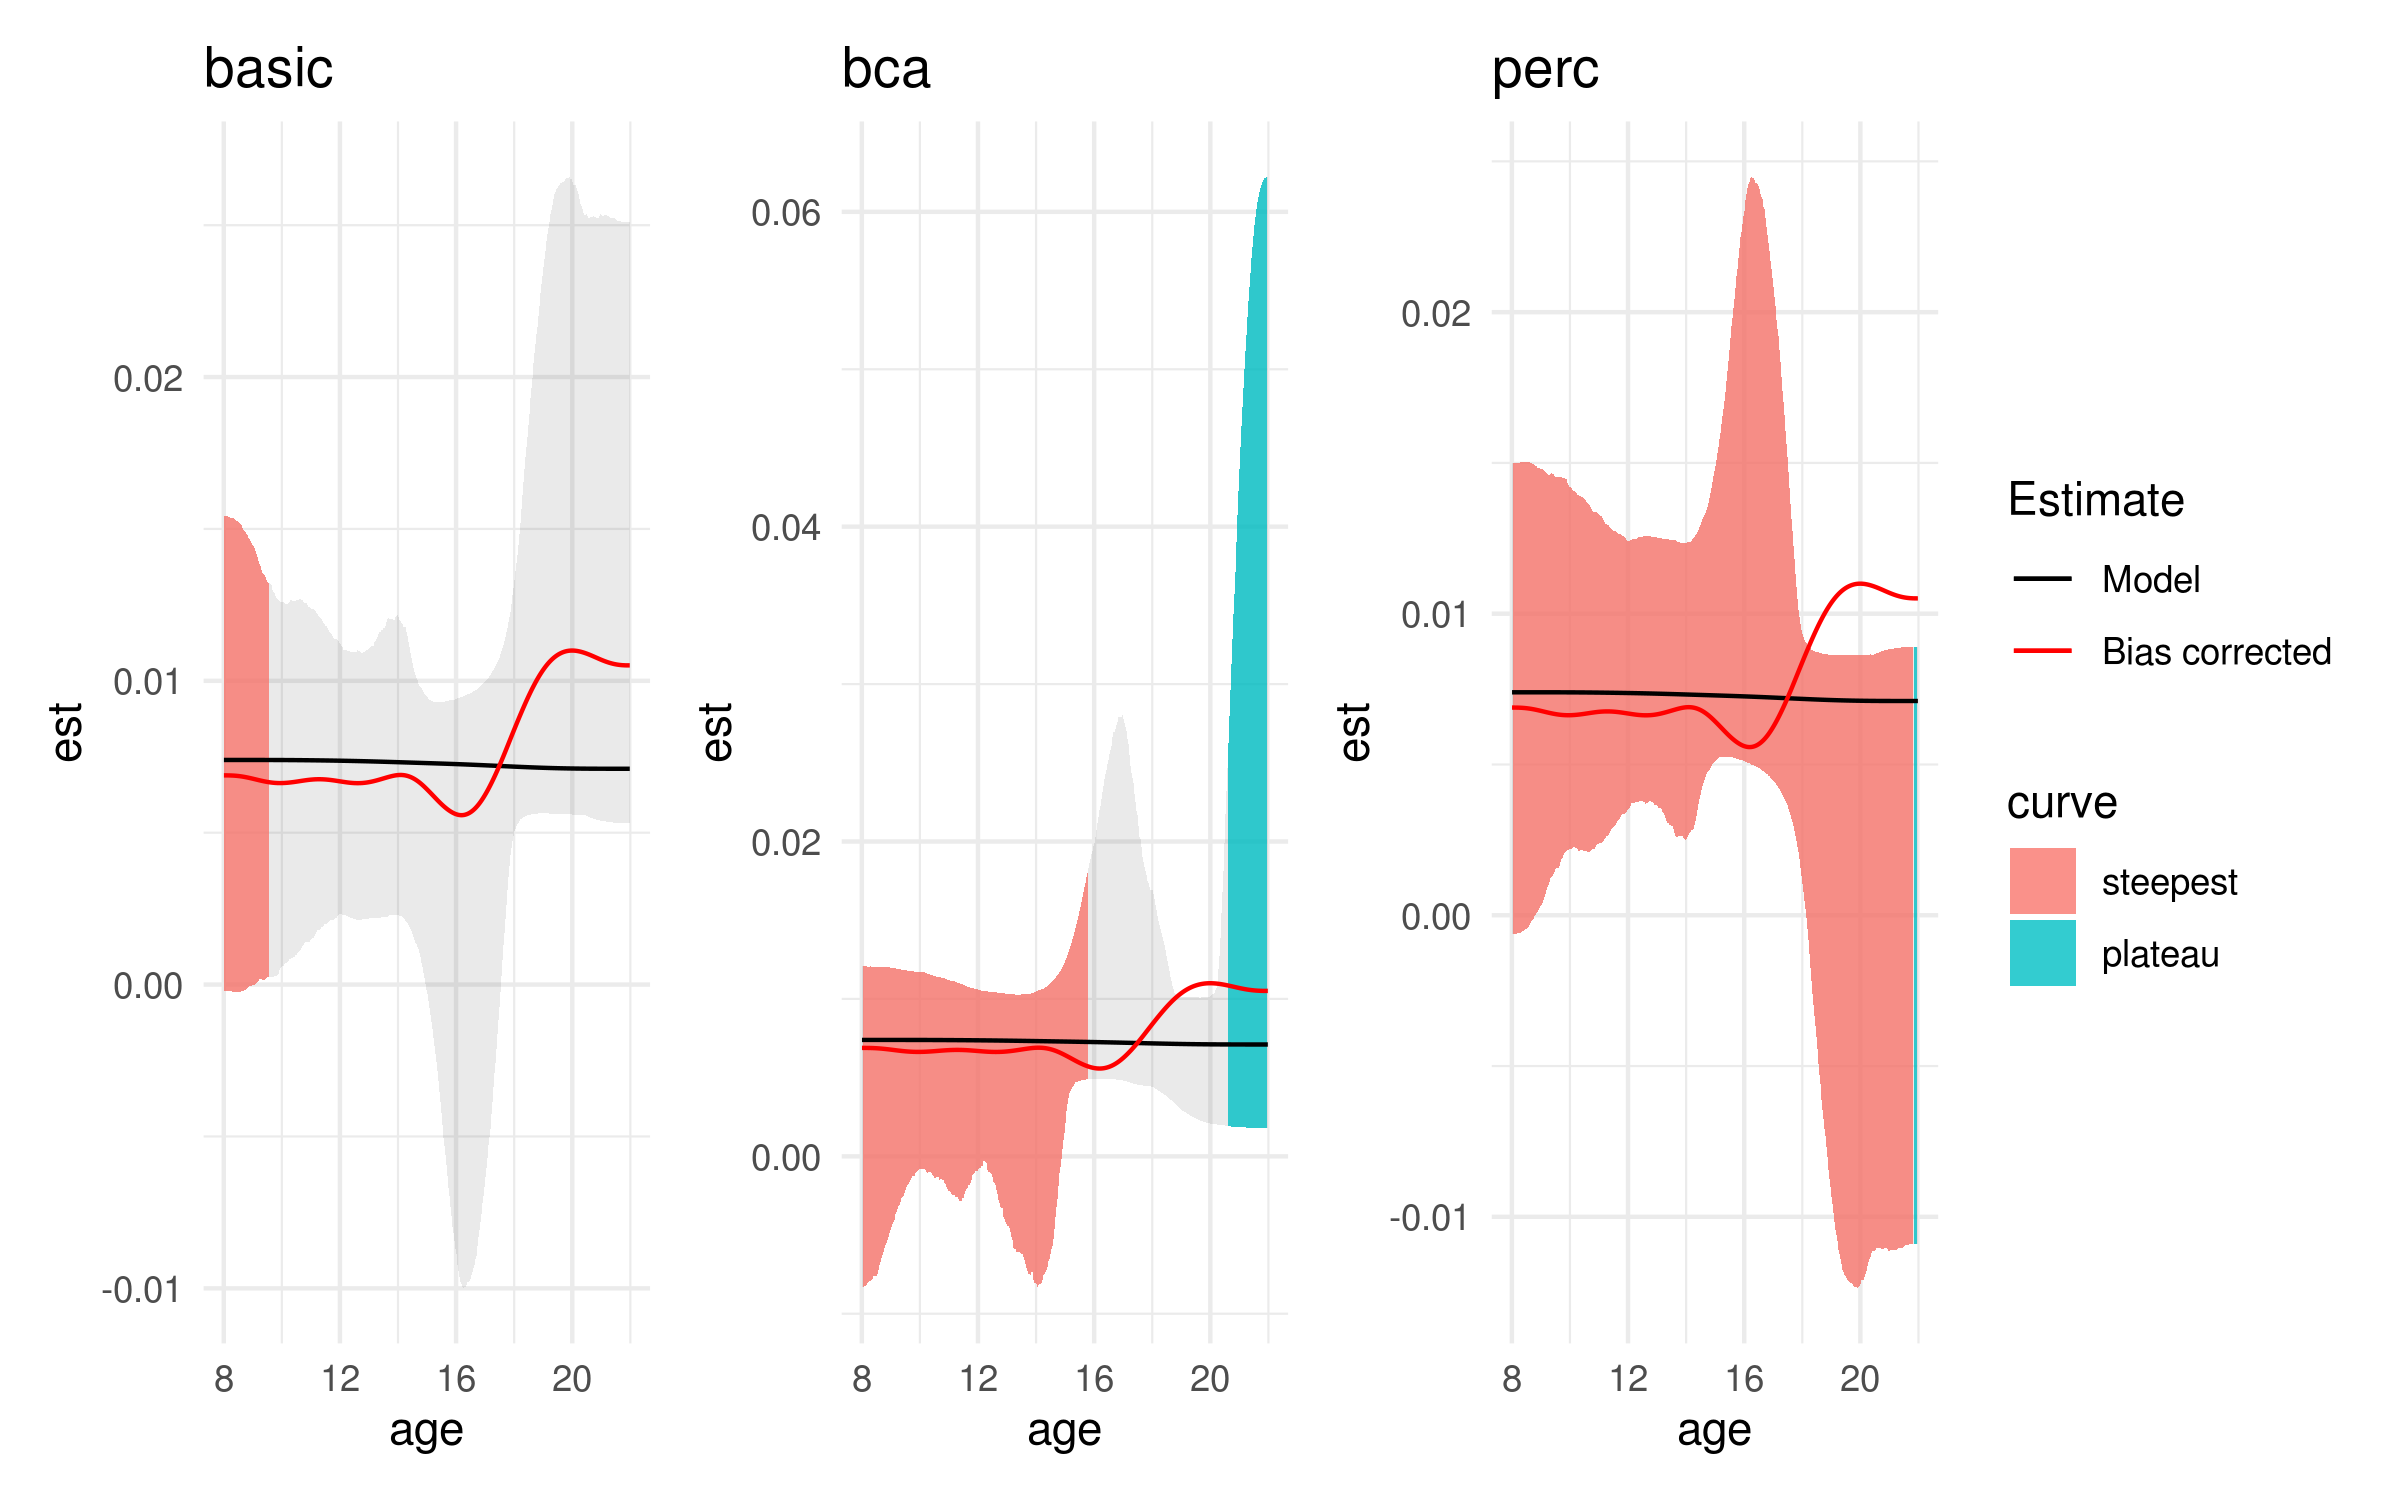 basic
bca
perc
0.02
0.01
0.00
-0.01
est
8 12 16 20
age
0.06
0.04
0.02
0.00
est
8 12 16 20
age
0.02
0.01
0.00
-0.01
est
8 12 16 20
age
Estimate
Model
Bias corrected
curve
steepest
plateau